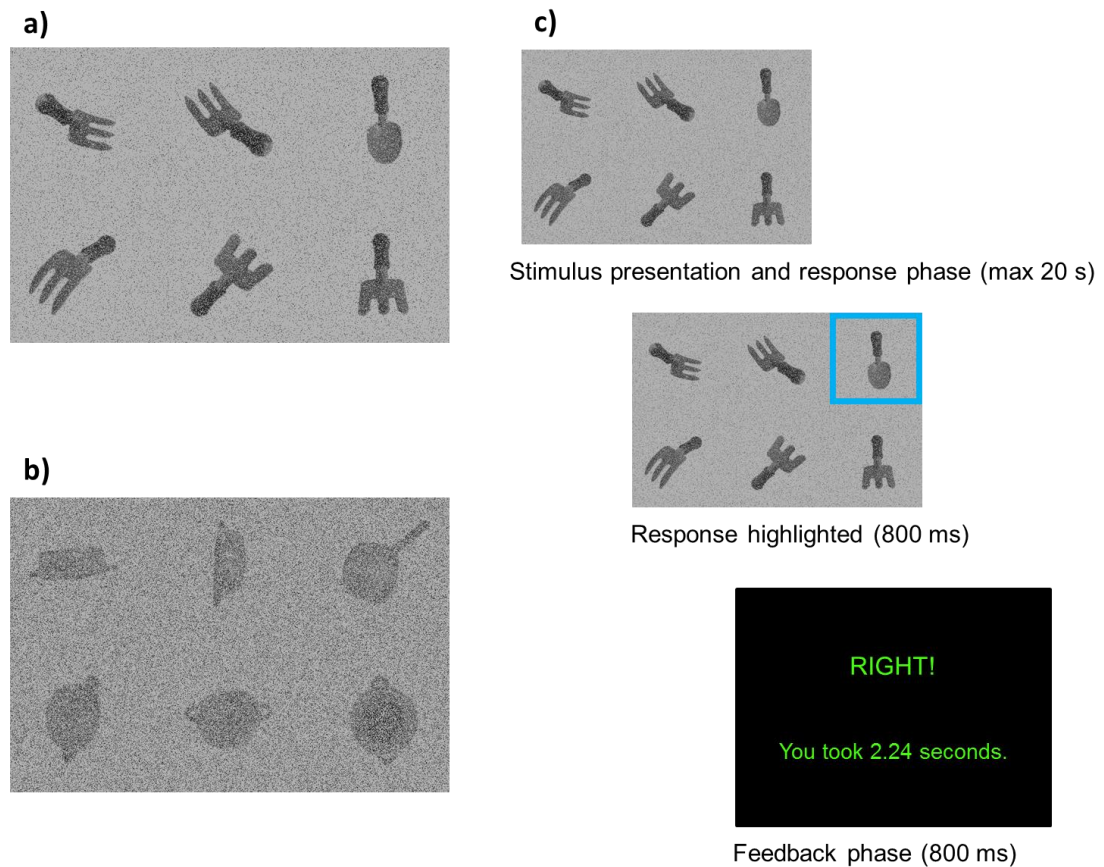 a)
b)
c)
Stimulus presentation and response phase (max 20 s)
Response highlighted (800 ms)
RIGHT!
You took 2.24 seconds.
Feedback phase (800 ms)